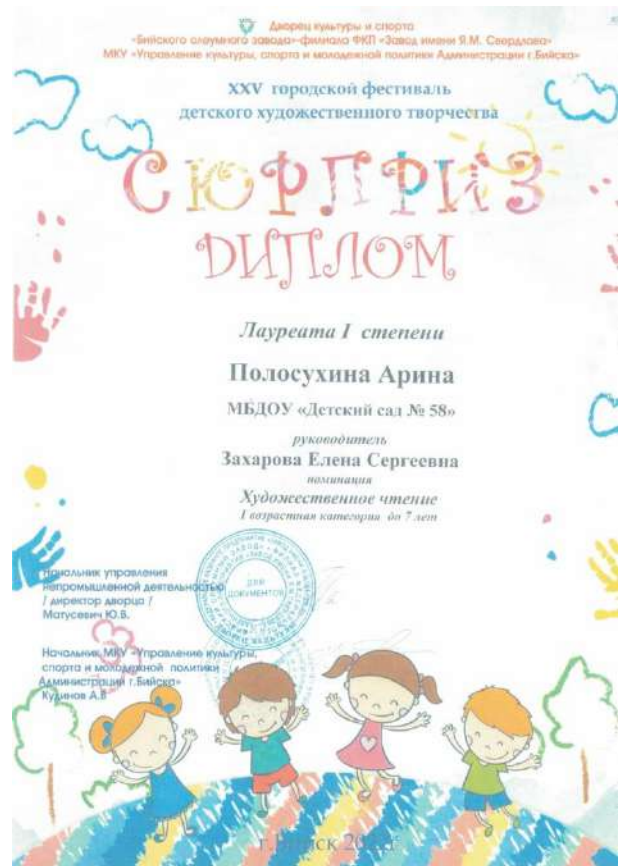 Дворец культуры и спорта
«Бийского олеумного завода»-филиала ФКП «Завод имени Я.М. Свердлова»
МКУ «Управление культуры, спорта и молодежной политики Администрации г.Бийска»
XXV городской фестиваль
детского художественного творчества
СЮРПРИЗ
ДИПЛОМ
Лауреата I степени
Полосухина Арина
МБДОУ «Детский сад № 58»
руководитель
Захарова Елена Сергеевна
номинация
Художественное чтение
I возрастная категория до 7 лет
Начальник управления
непромышленной деятельностью
/ директор дворца /
Матусевич Ю.В.
ДЛЯ
ДОКУМЕНТОВ
Начальник МКУ «Управление культуры,
спорта и молодежной политики
Администрации г.Бийска»
Кудинов А.В
г. Бийск